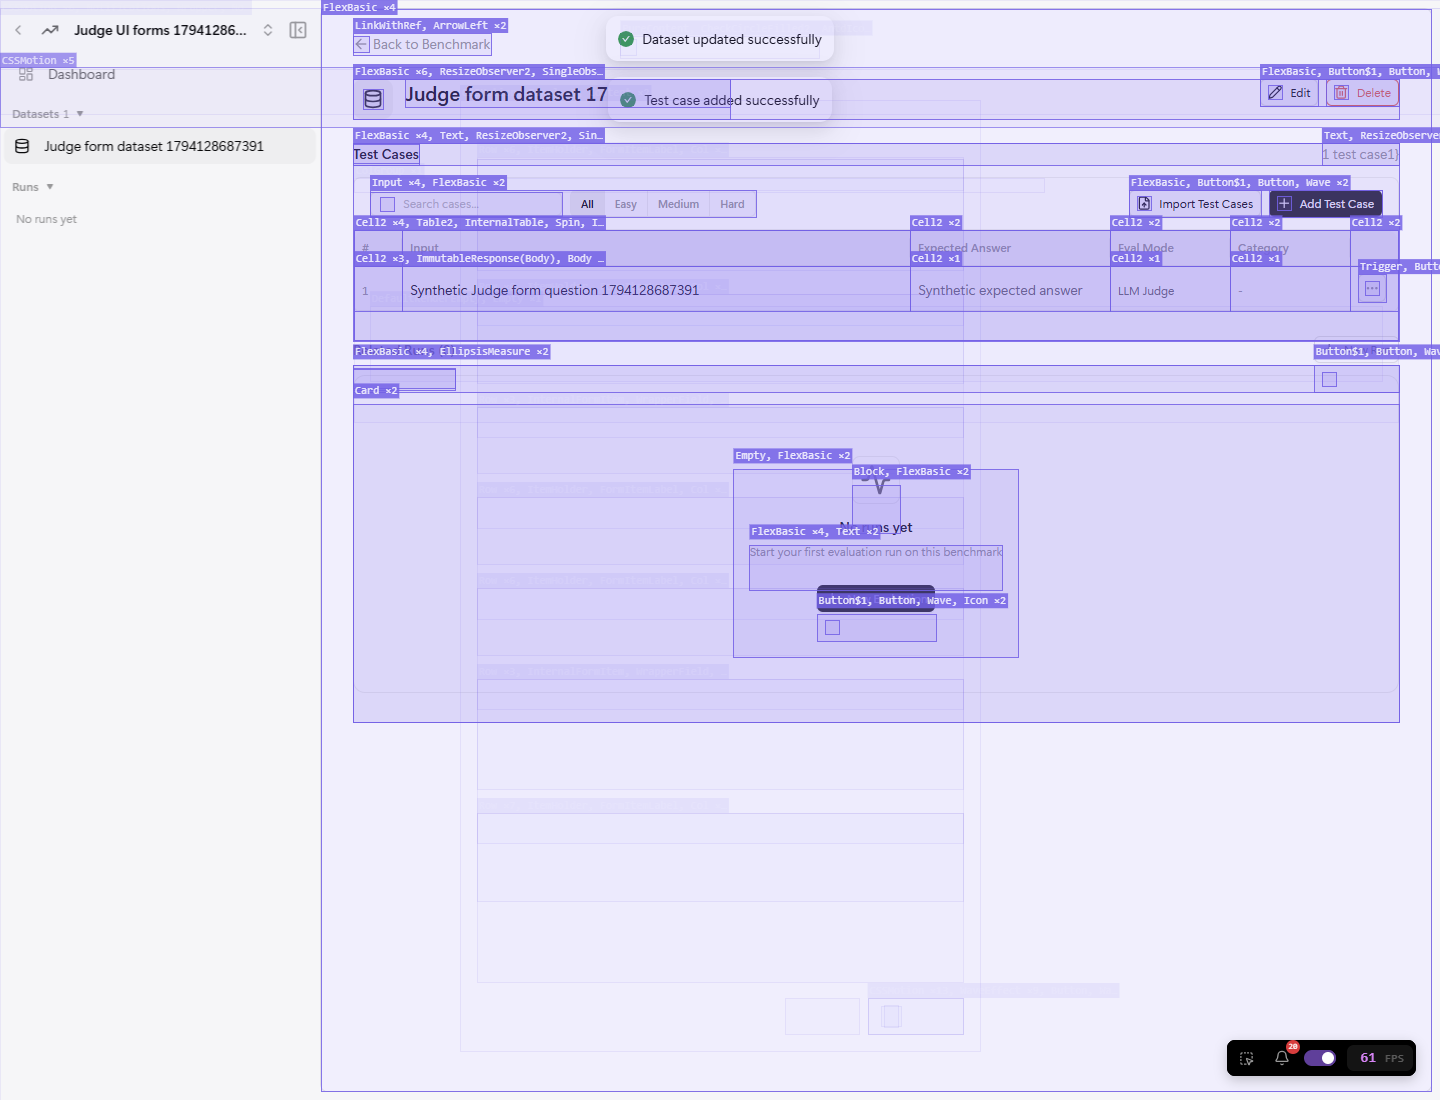 FlexBasic ×4
Judge UI forms 17941286...
LinkWithRef, ArrowLeft ×2
Back to Benchmark
Dataset updated successfully
CSSMotion ×5
Dashboard
FlexBasic ×6, ResizeObserver2, SingleObs…
FlexBasic, Button$1, Button, W
Judge form dataset 17
Test case added successfully
Edit
Delete
Datasets 1
Judge form dataset 1794128687391
Runs
No runs yet
FlexBasic ×4, Text, ResizeObserver2, Sin…
Text, ResizeObserve
Test Cases
1 test case1}
Input ×4, FlexBasic ×2
FlexBasic, Button$1, Button, Wave ×2
Search cases...
All
Easy
Medium
Hard
Import Test Cases
Add Test Case
Cell2 ×4, Table2, InternalTable, Spin, I…
Cell2 ×2
Cell2 ×2
Cell2 ×2
Cell2 ×2
#
Input
Expected Answer
Eval Mode
Category
Cell2 ×3, ImmutableResponse(Body), Body …
Cell2 ×1
Cell2 ×1
Cell2 ×1
Trigger, Butt
1
Synthetic Judge form question 1794128687391
Synthetic expected answer
LLM Judge
-
FlexBasic ×4, EllipsisMeasure ×2
Button$1, Button, Wav
Card ×2
Empty, FlexBasic ×2
Block, FlexBasic ×2
FlexBasic ×4, Text ×2
Start your first evaluation run on this benchmark
Button$1, Button, Wave, Icon ×2
20
61 FPS